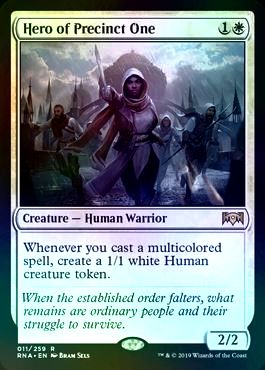 Hero of Precinct One 1
Creature — Human Warrior
Whenever you cast a multicolored
spell, create a 1/1 white Human
creature token.
When the established order falters, what
remains are ordinary people and their
struggle to survive.
2/2
011/259 R
RNA • EN BRAM SELS
™ & © 2019 Wizards of the Coast